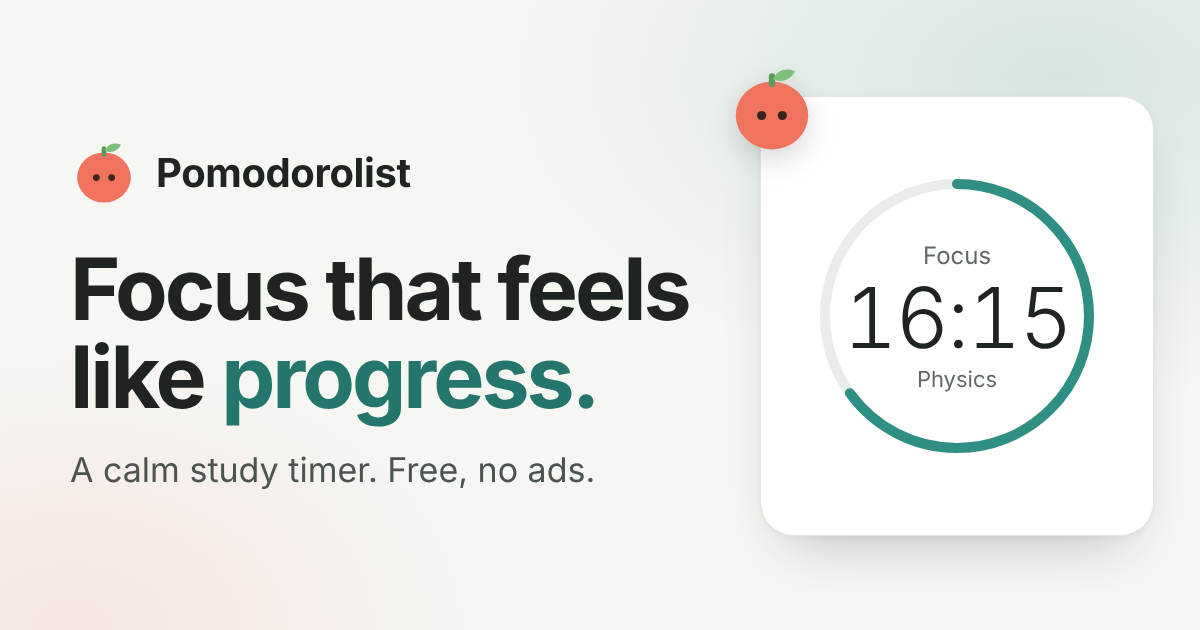 Pomodorolist
Focus that feels
like progress.
A calm study timer. Free, no ads.
Focus
16:15
Physics